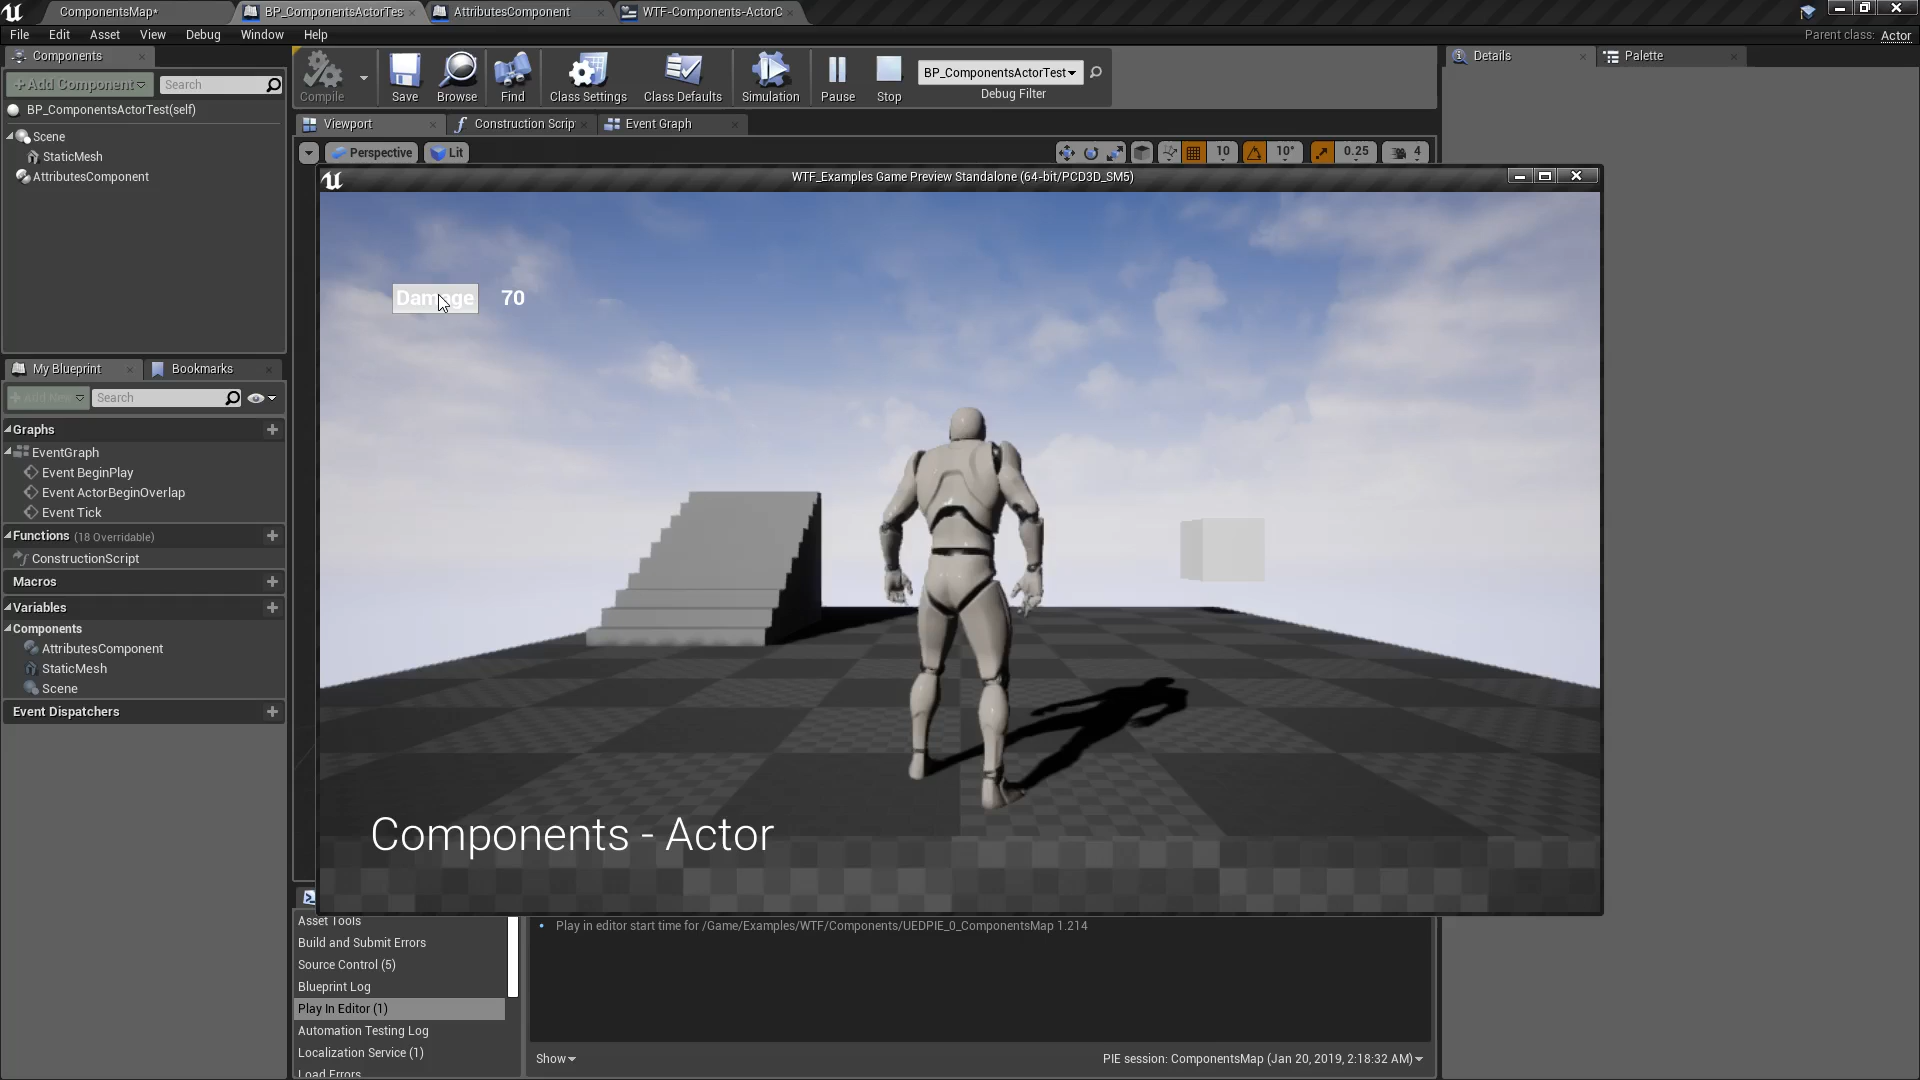 ComponentsMap*
BP_ComponentsActorTes
AttributesComponent
WTF-Components-ActorC
File
Edit
Asset
View
Debug
Window
Help
Parent class: Actor
Components
+Add Component
Search
BP_ComponentsActorTest(self)
Scene
StaticMesh
AttributesComponent
Compile
Save
Browse
Find
Class Settings
Class Defaults
Simulation
Pause
Stop
BP_ComponentsActorTest
Debug Filter
Details
Palette
Viewport
Construction Scrip
Event Graph
Perspective
Lit
10
10°
0.25
4
WTF_Examples Game Preview Standalone (64-bit/PCD3D_SM5)
Damage 70
Components - Actor
My Blueprint
Bookmarks
+ Add New
Search
Graphs
EventGraph
Event BeginPlay
Event ActorBeginOverlap
Event Tick
Functions (18 Overridable)
ConstructionScript
Macros
Variables
Components
AttributesComponent
StaticMesh
Scene
Event Dispatchers
Asset Tools
Build and Submit Errors
Source Control (5)
Blueprint Log
Play In Editor (1)
Automation Testing Log
Localization Service (1)
Load Errors
Play in editor start time for /Game/Examples/WTF/Components/UEDPIE_0_ComponentsMap 1.214
Show
PIE session: ComponentsMap (Jan 20, 2019, 2:18:32 AM)